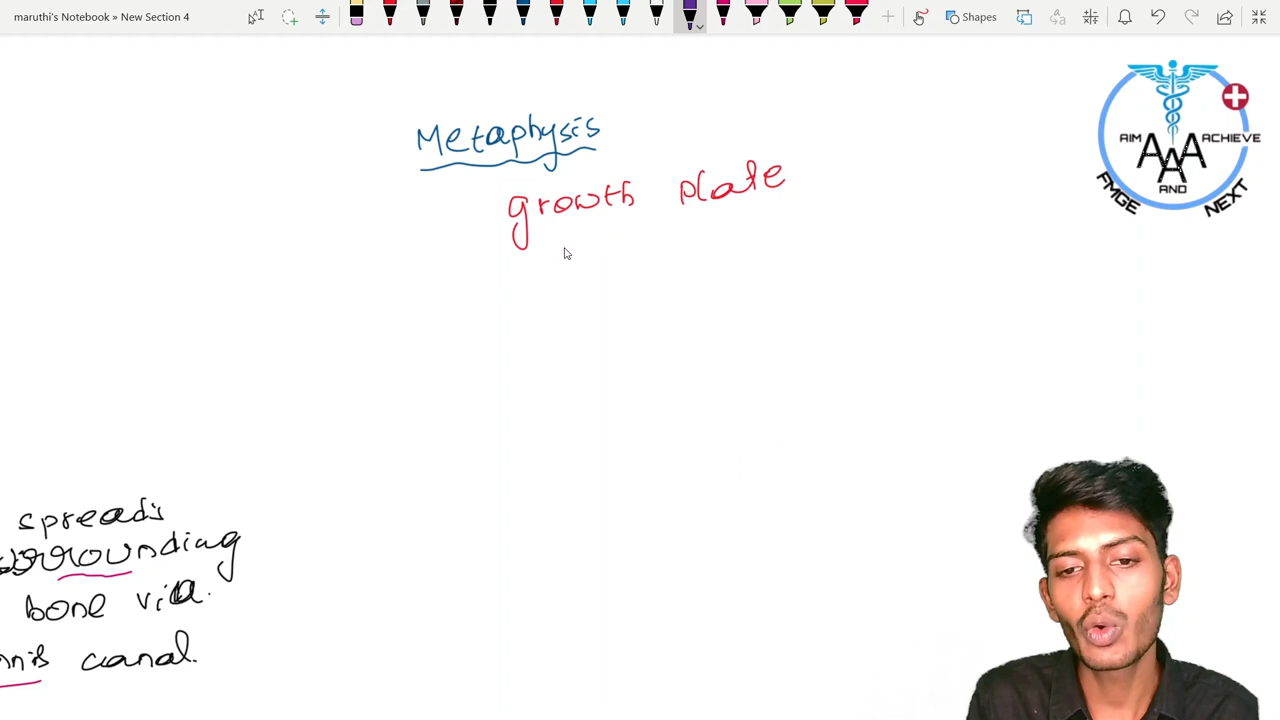 maruthi's Notebook » New Section 4
Shapes
Metaphysis
growth plate
AIM ACHIEVE
AAA
AND
FMGE NEXT
spreads
surrounding
bone via
canal.